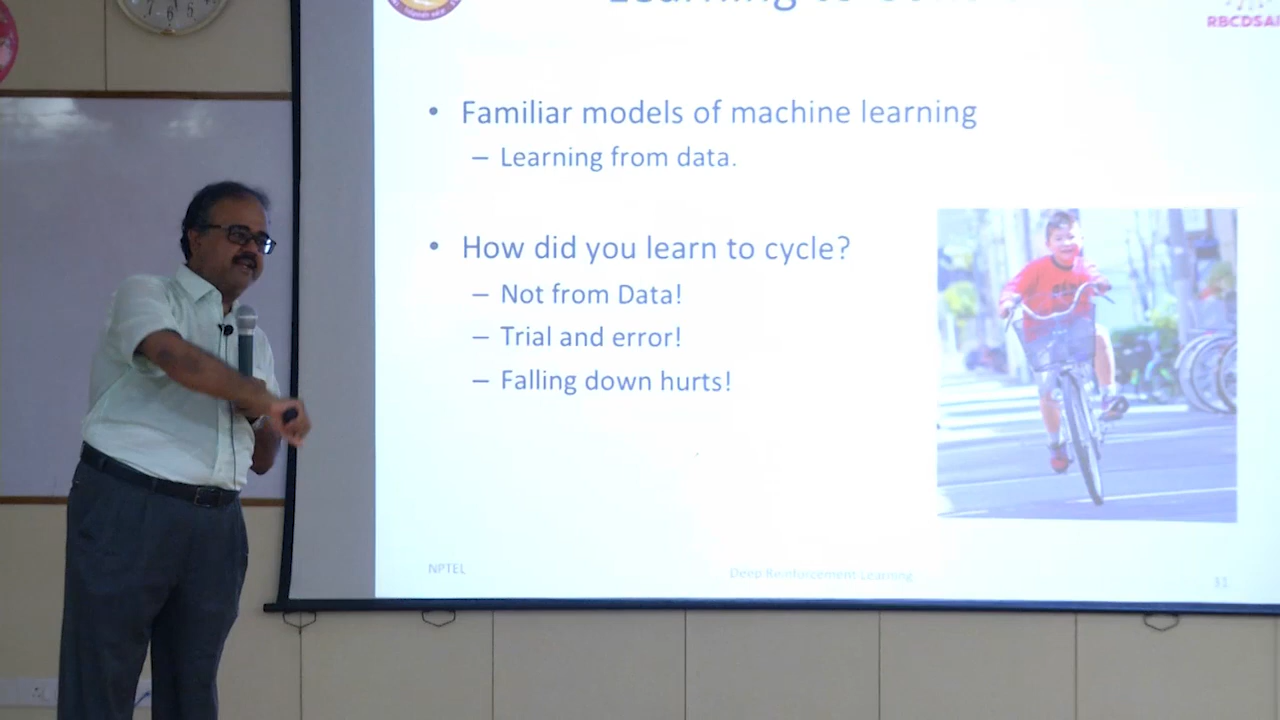 RBCDSAI
• Familiar models of machine learning
– Learning from data.
• How did you learn to cycle?
– Not from Data!
– Trial and error!
– Falling down hurts!
NPTEL
Deep Reinforcement Learning
31